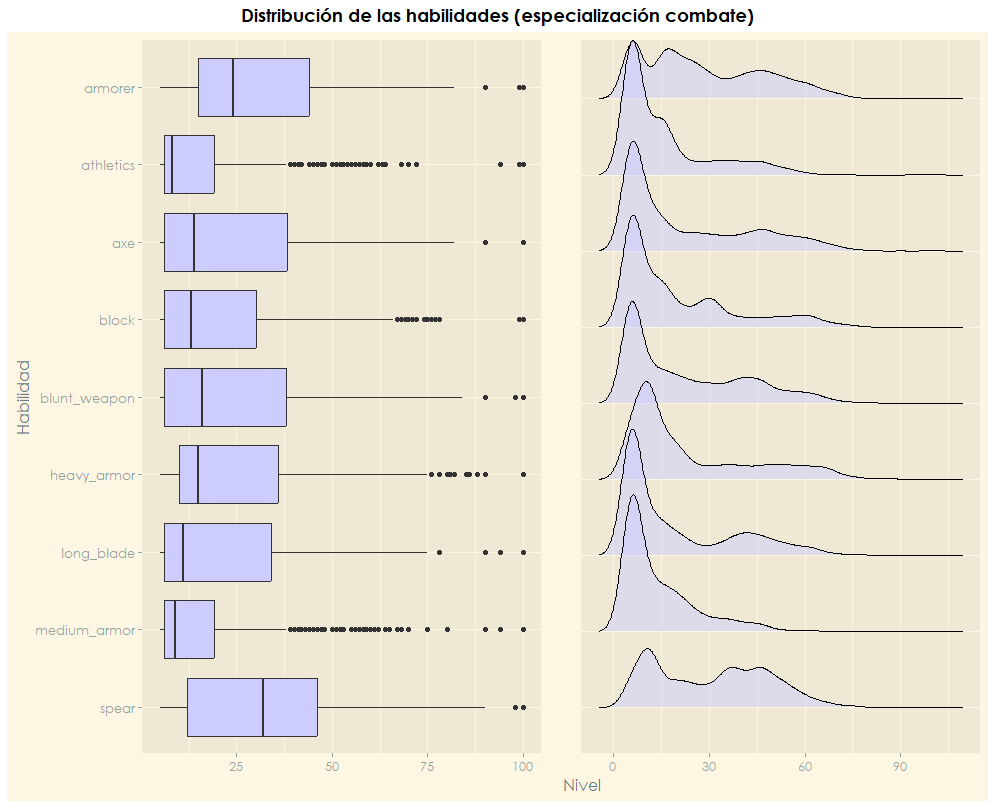 Distribución de las habilidades (especialización combate)
Habilidad
armorer
athletics
axe
block
blunt_weapon
heavy_armor
long_blade
medium_armor
spear
25 50 75 100
0 30 60 90
Nivel